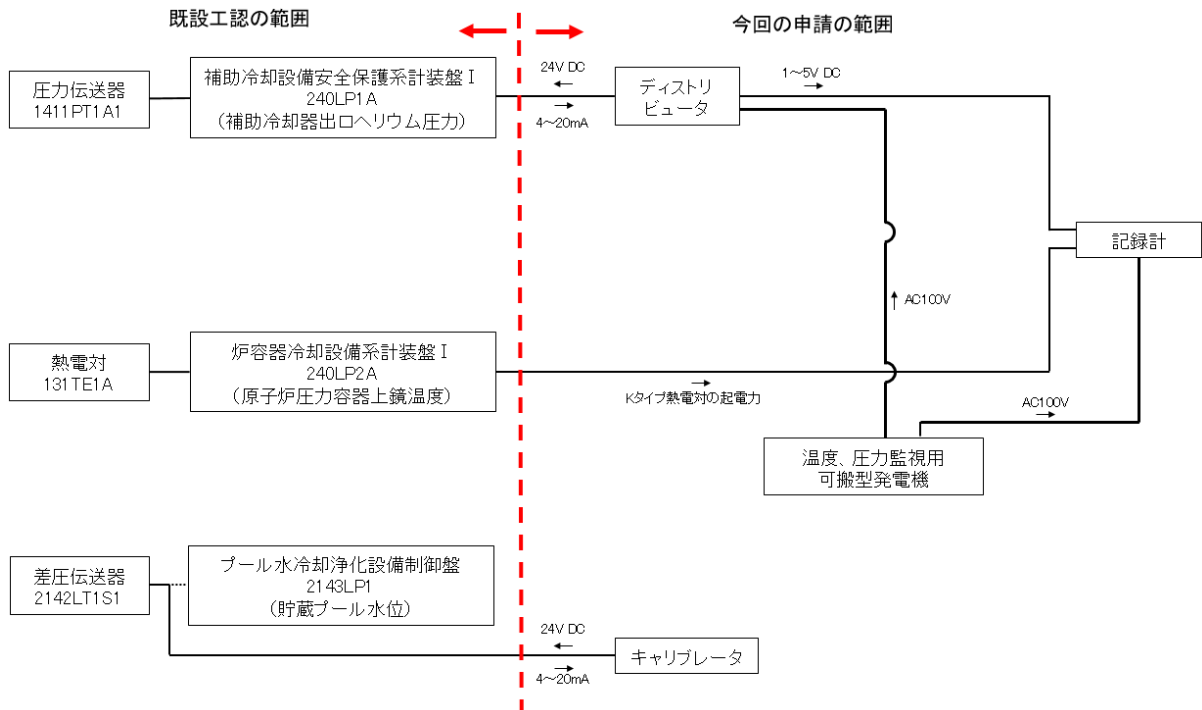 既設工認の範囲
今回の申請の範囲
圧力伝送器
1411PT1A1
補助冷却設備安全保護系計装盤Ⅰ
240LP1A
(補助冷却器出口ヘリウム圧力)
24V DC
4~20mA
ディストリ
ビュータ
1~5V DC
記録計
AC100V
熱電対
131TE1A
炉容器冷却設備系計装盤Ⅰ
240LP2A
(原子炉圧力容器上鏡温度)
Kタイプ熱電対の起電力
AC100V
温度、圧力監視用
可搬型発電機
差圧伝送器
2142LT1S1
プール水冷却浄化設備制御盤
2143LP1
(貯蔵プール水位)
24V DC
4~20mA
キャリブレータ